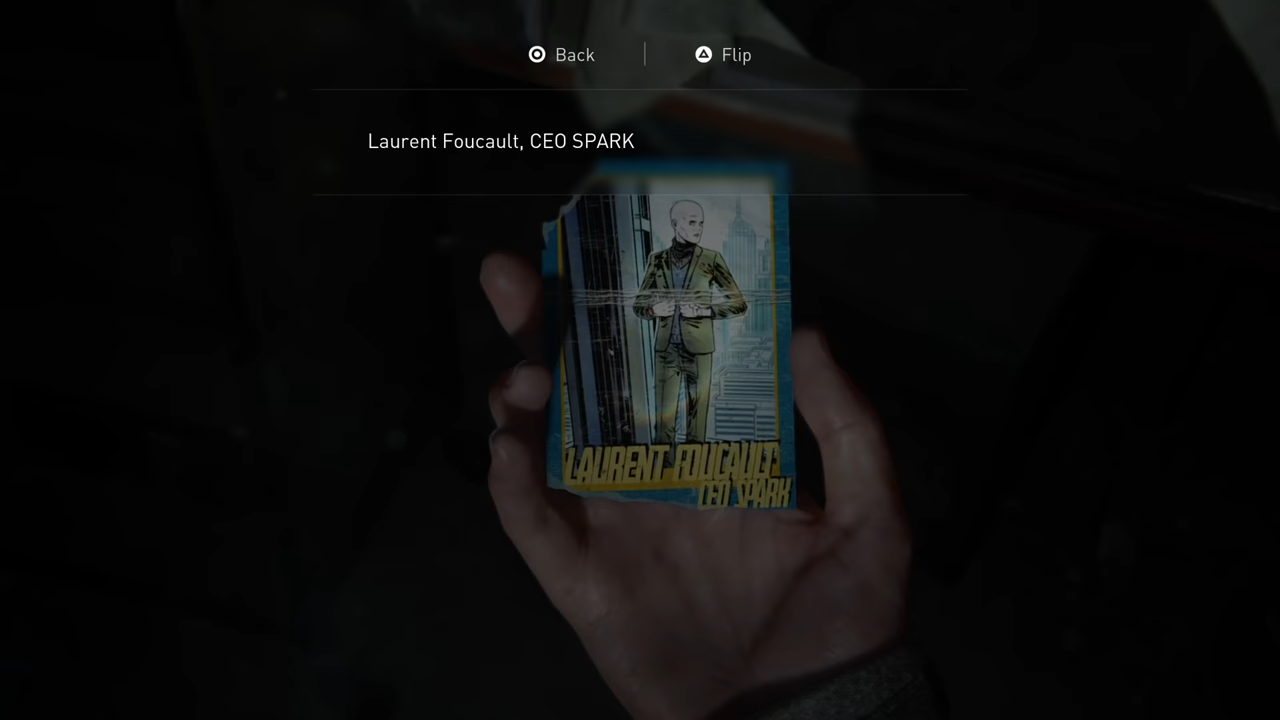 Back
Flip
Laurent Foucault, CEO SPARK
LAURENT FOUCAULT:
CEO SPARK